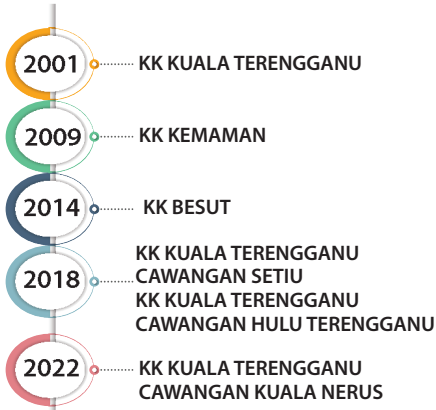 2001
KK KUALA TERENGGANU
2009
KK KEMAMAN
2014
KK BESUT
2018
KK KUALA TERENGGANU
CAWANGAN SETIU
KK KUALA TERENGGANU
CAWANGAN HULU TERENGGANU
2022
KK KUALA TERENGGANU
CAWANGAN KUALA NERUS